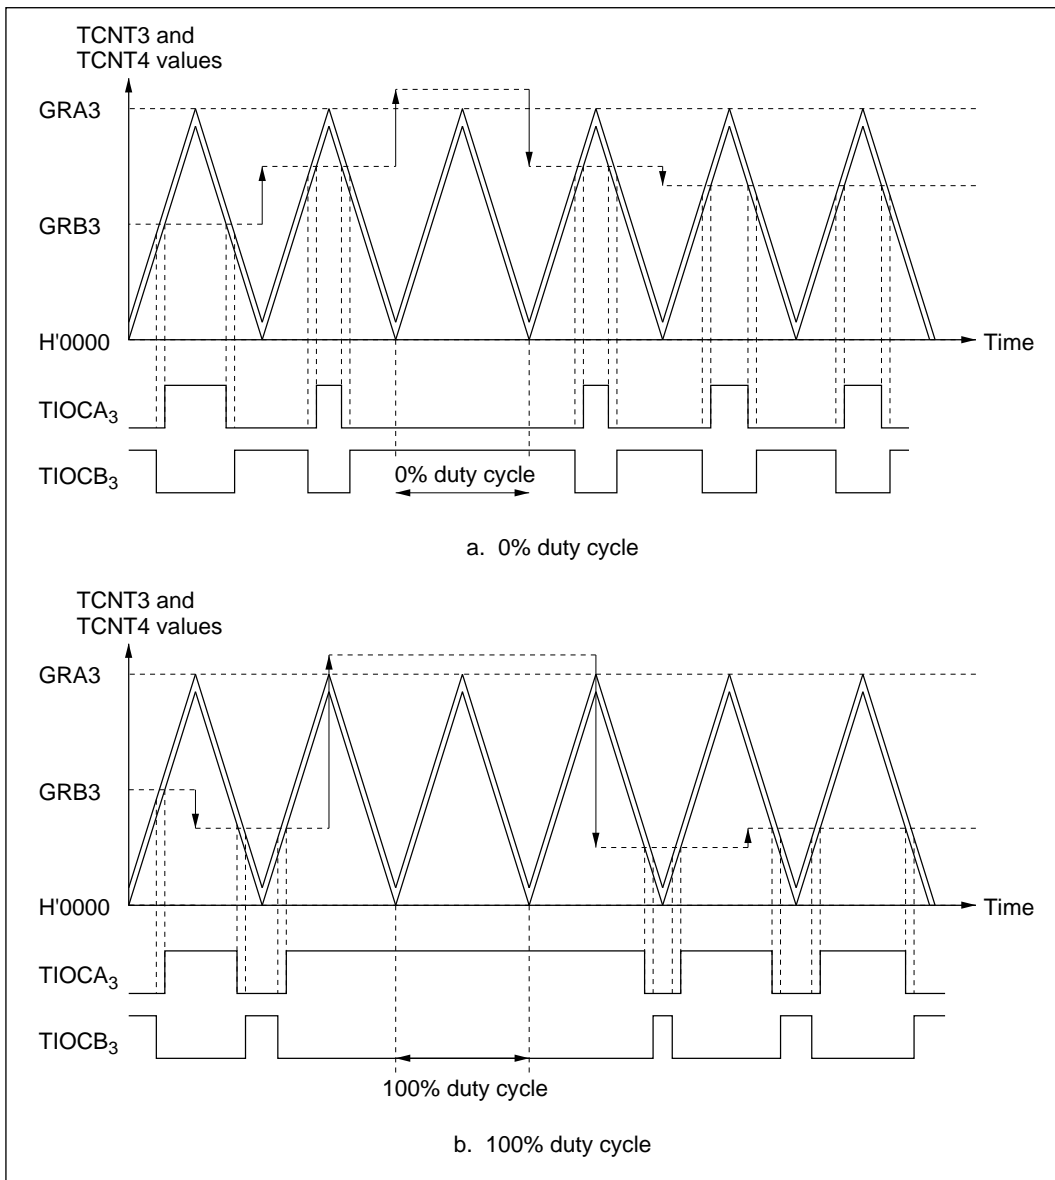 TCNT3 and
TCNT4 values
GRA3
GRB3
H'0000
Time
TIOCA3
TIOCB3
0% duty cycle
a. 0% duty cycle
TCNT3 and
TCNT4 values
GRA3
GRB3
H'0000
Time
TIOCA3
TIOCB3
100% duty cycle
b. 100% duty cycle